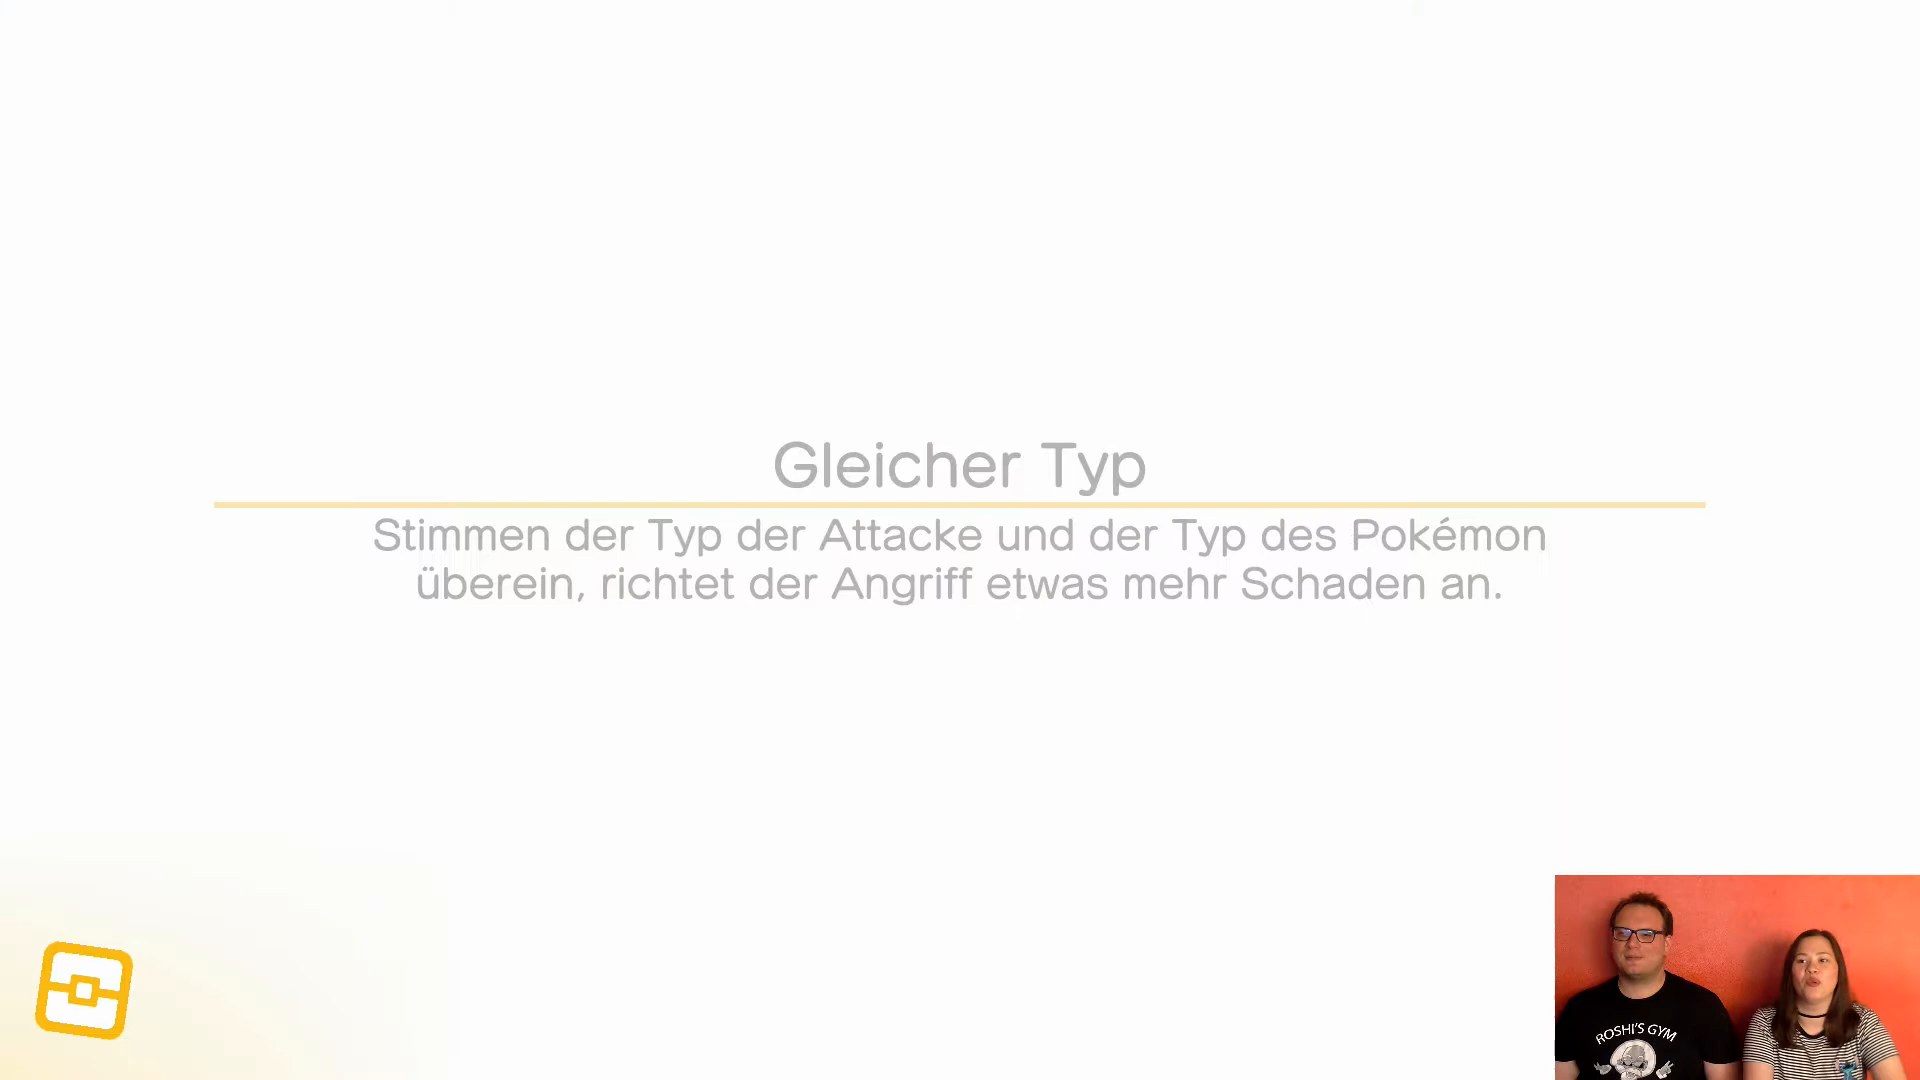 Gleicher Typ
Stimmen der Typ der Attacke und der Typ des Pokémon
überein, richtet der Angriff etwas mehr Schaden an.
ROSHI'S GYM